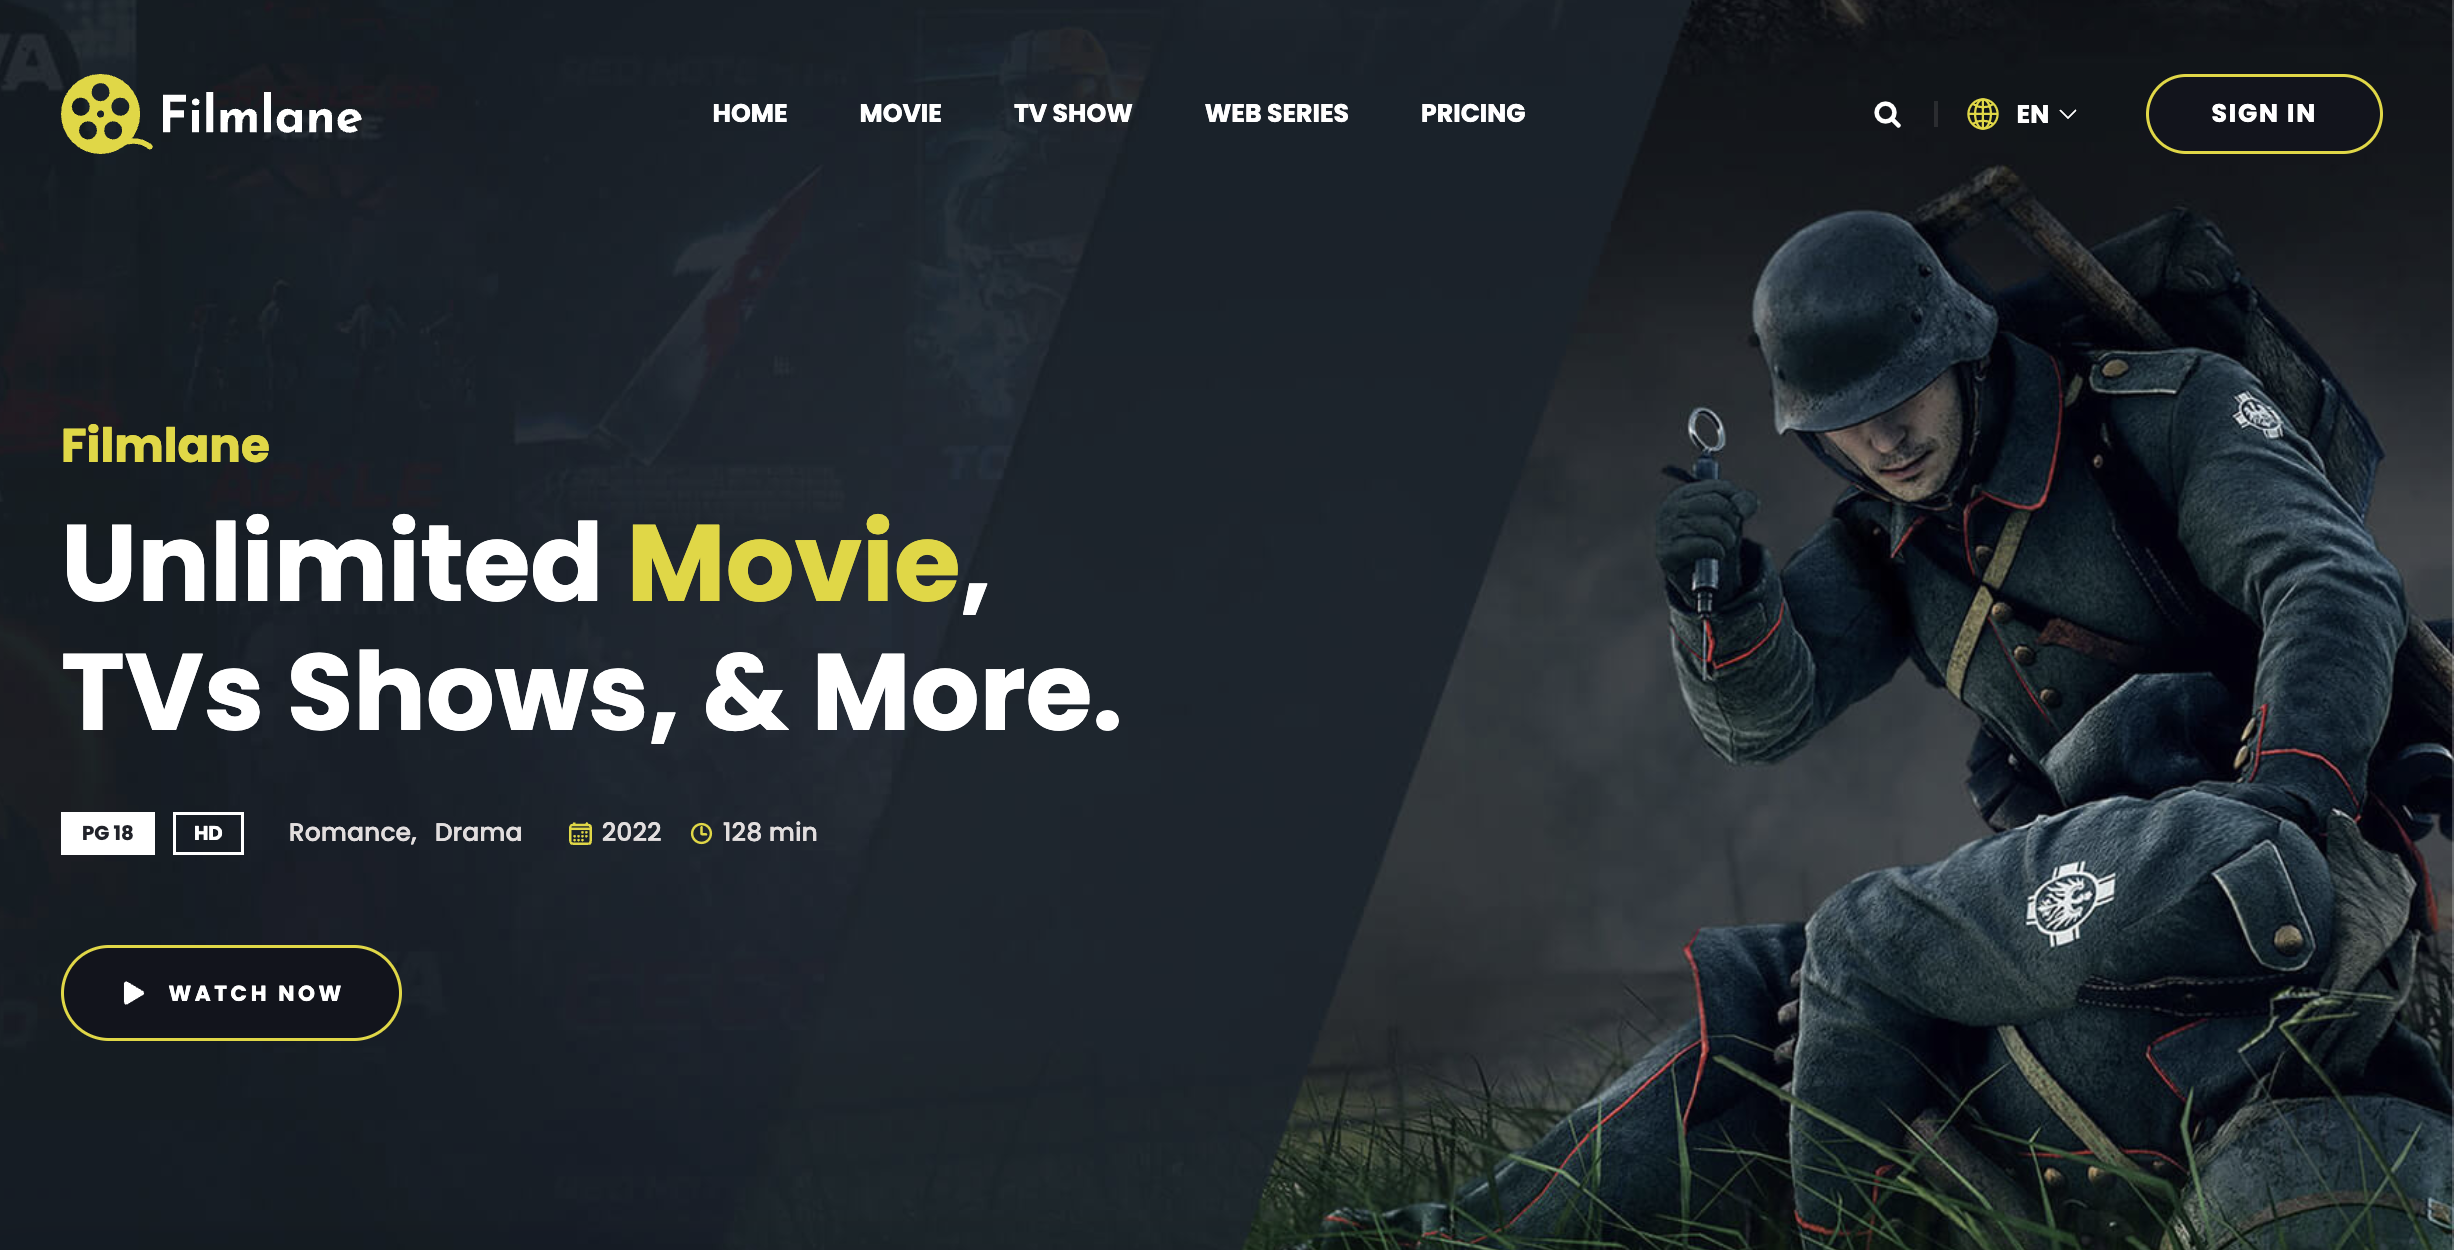 Filmlane
HOME MOVIE TV SHOW WEB SERIES PRICING
EN
SIGN IN
Filmlane
Unlimited Movie,
TVs Shows, & More.
PG 18 HD Romance, Drama 2022 128 min
WATCH NOW